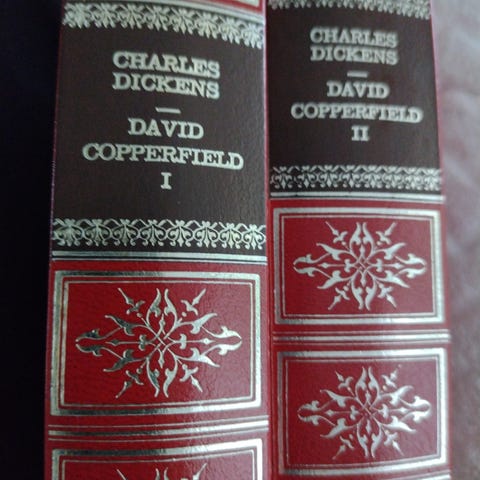 CHARLES
DICKENS
DAVID
COPPERFIELD
I
CHARLES
DICKENS
DAVID
COPPERFIELD
II